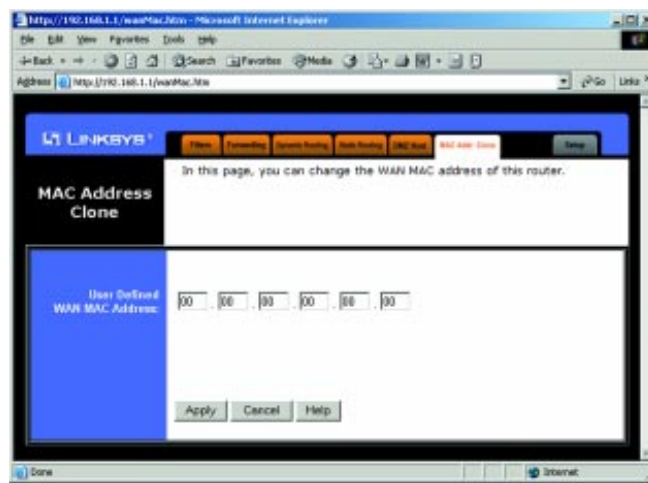 http://192.168.1.1/wanMac.htm - Microsoft Internet Explorer
File Edit View Favorites Tools Help
Back Search Favorites Media
Address http://192.168.1.1/wanMac.htm Go Links
LINKSYS®
Filters Forwarding Dynamic Routing Static Routing DMZ Host MAC Addr. Clone Setup
MAC Address
Clone
In this page, you can change the WAN MAC address of this router.
User Defined
WAN MAC Address:
00 . 00 . 00 . 00 . 00 . 00
Apply Cancel Help
Done Internet